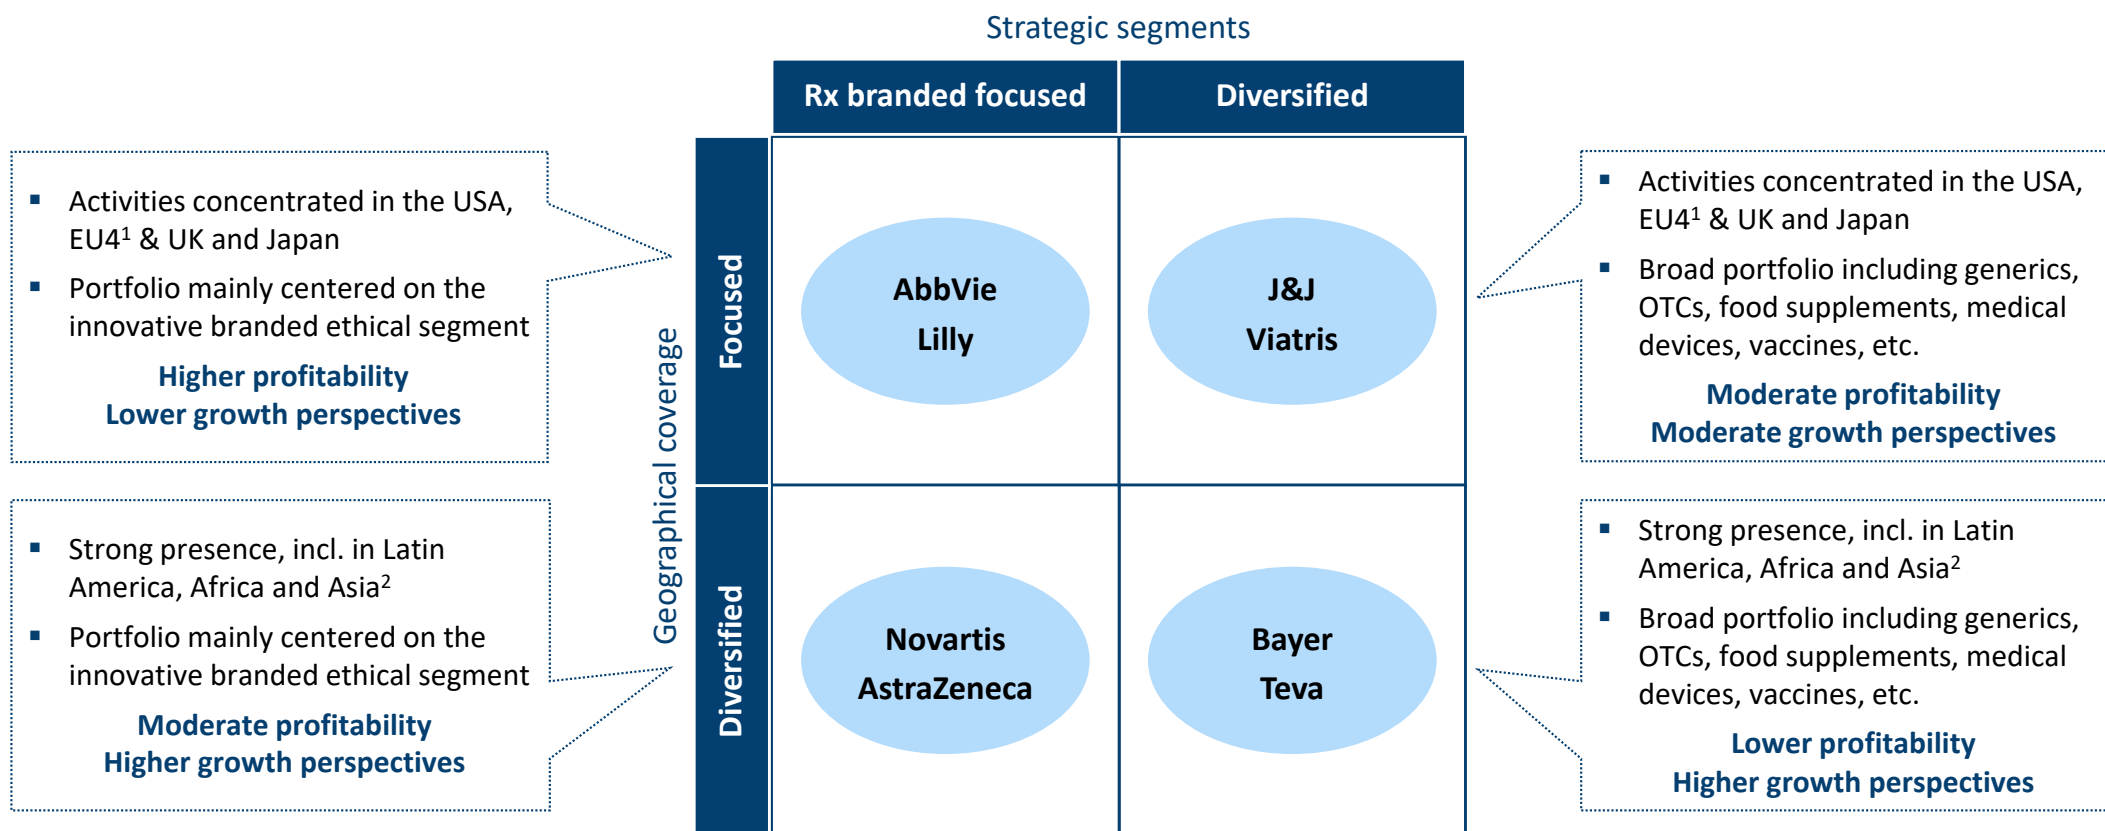 Strategic segments
Rx branded focused
Diversified
Geographical coverage
Focused
Diversified
▪ Activities concentrated in the USA,
EU4¹ & UK and Japan
▪ Portfolio mainly centered on the
innovative branded ethical segment
Higher profitability
Lower growth perspectives
AbbVie
Lilly
J&J
Viatris
▪ Activities concentrated in the USA,
EU4¹ & UK and Japan
▪ Broad portfolio including generics,
OTCs, food supplements, medical
devices, vaccines, etc.
Moderate profitability
Moderate growth perspectives
▪ Strong presence, incl. in Latin
America, Africa and Asia²
▪ Portfolio mainly centered on the
innovative branded ethical segment
Moderate profitability
Higher growth perspectives
Novartis
AstraZeneca
Bayer
Teva
▪ Strong presence, incl. in Latin
America, Africa and Asia²
▪ Broad portfolio including generics,
OTCs, food supplements, medical
devices, vaccines, etc.
Lower profitability
Higher growth perspectives